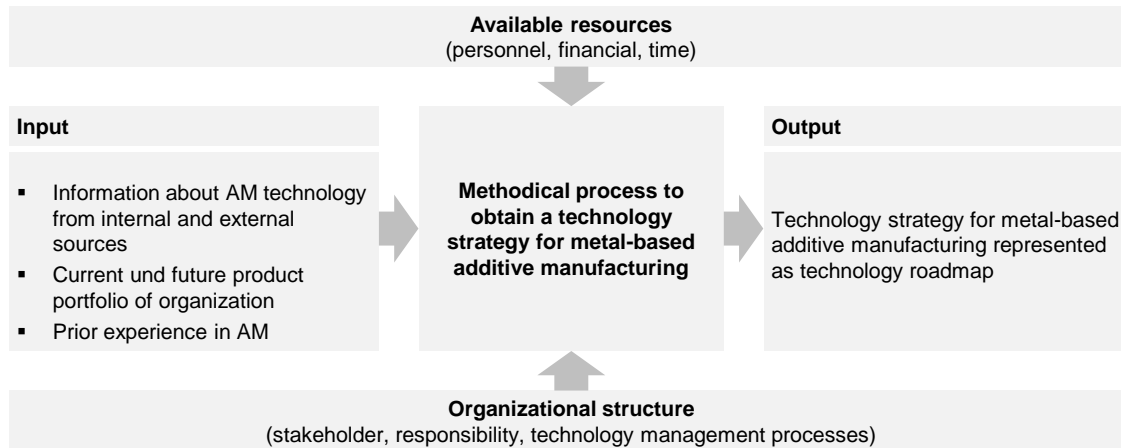 Available resources
(personnel, financial, time)
Input
▪ Information about AM technology
from internal and external
sources
▪ Current und future product
portfolio of organization
▪ Prior experience in AM
Methodical process to
obtain a technology
strategy for metal-based
additive manufacturing
Output
Technology strategy for metal-based
additive manufacturing represented
as technology roadmap
Organizational structure
(stakeholder, responsibility, technology management processes)